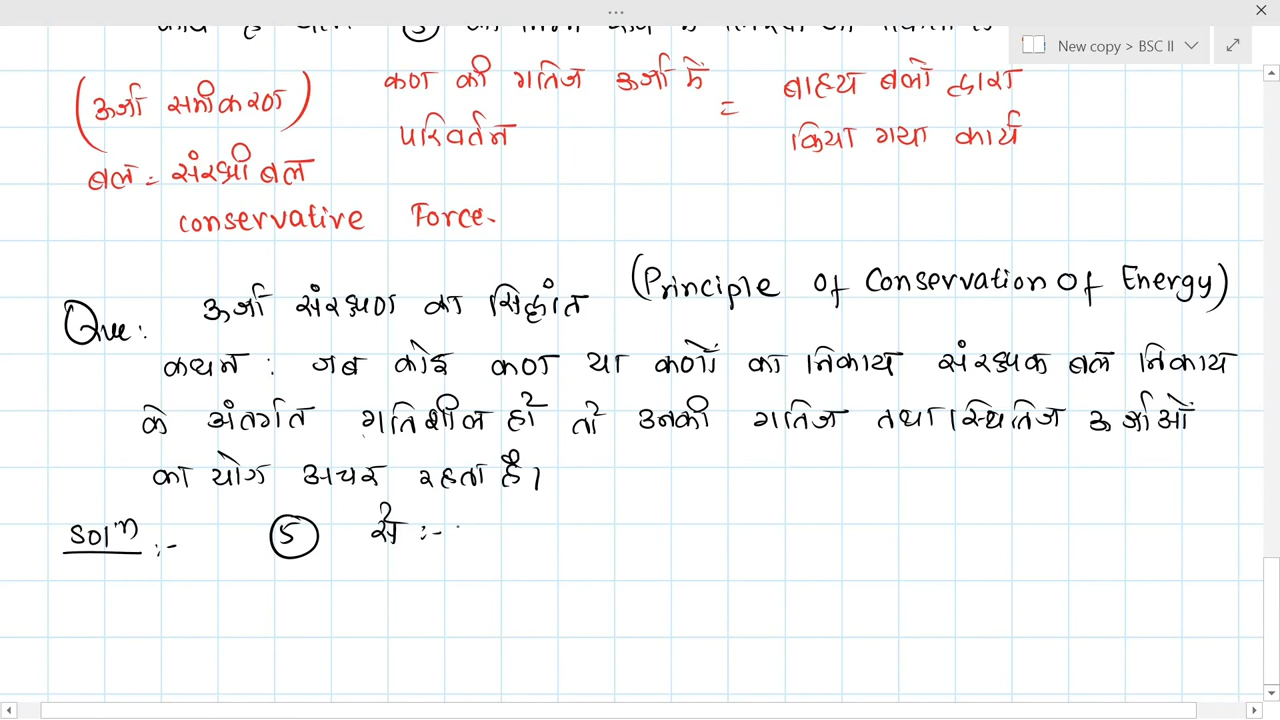 New copy > BSC II
(ऊर्जा समीकरण) कण की गतिज ऊर्जा में = बाह्य बलों द्वारा
परिवर्तन किया गया कार्य
बल = संरक्षी बल
conservative Force.
Que: ऊर्जा संरक्षण का सिद्धांत (Principle of Conservation Of Energy)
कथन : जब कोई कण या कणों का निकाय संरक्षक बल निकाय
के अंतर्गत गतिशील हो तो उनकी गतिज तथा स्थितिज ऊर्जाओं
का योग अचर रहता है।
Solⁿ :- 5 से :-